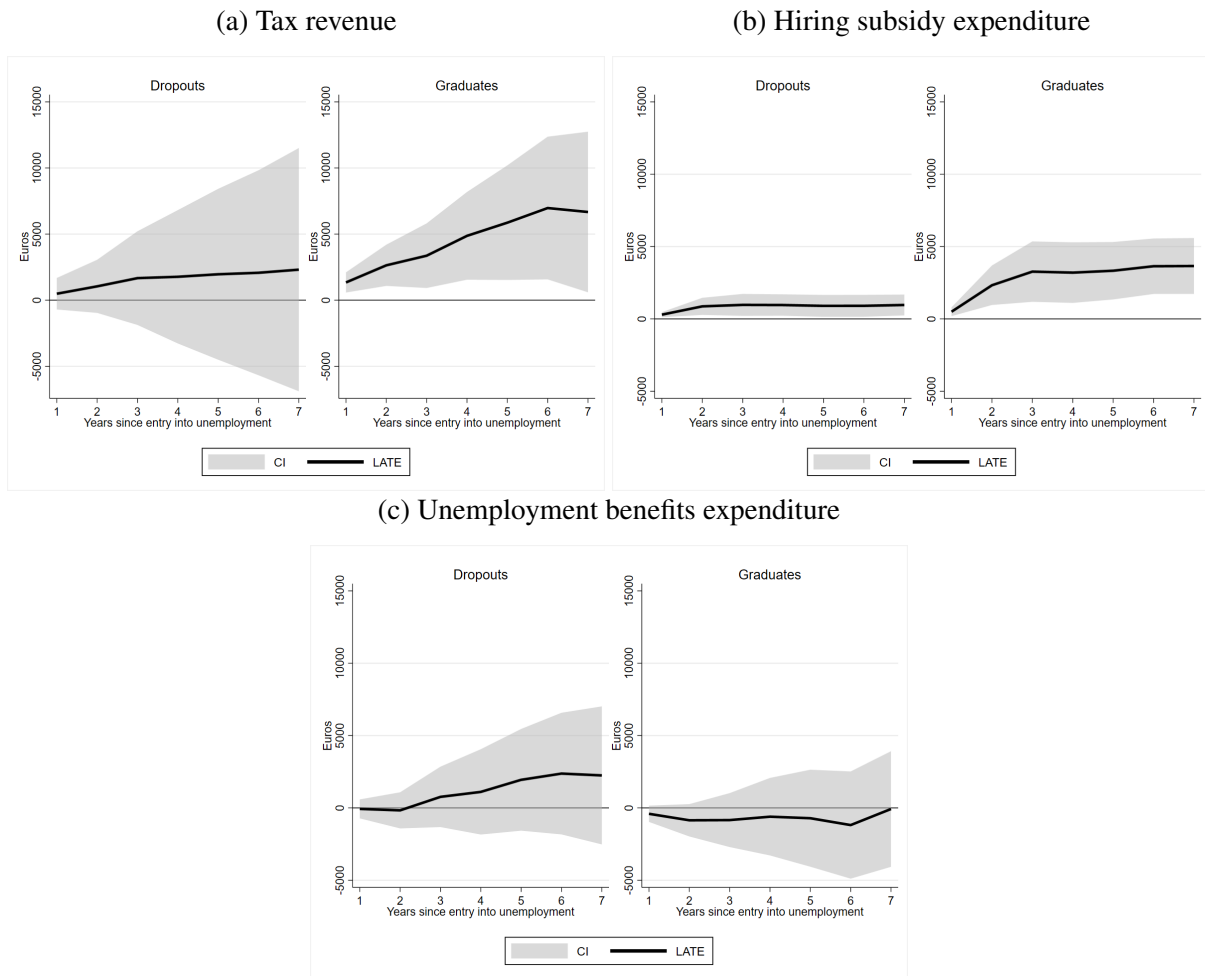 (a) Tax revenue
Dropouts
Graduates
Euros
15000
10000
5000
0
-5000
1 2 3 4 5 6 7
Years since entry into unemployment
Euros
15000
10000
5000
0
-5000
1 2 3 4 5 6 7
Years since entry into unemployment
CI LATE
(b) Hiring subsidy expenditure
Dropouts
Graduates
Euros
15000
10000
5000
0
-5000
1 2 3 4 5 6 7
Years since entry into unemployment
Euros
15000
10000
5000
0
-5000
1 2 3 4 5 6 7
Years since entry into unemployment
CI LATE
(c) Unemployment benefits expenditure
Dropouts
Graduates
Euros
15000
10000
5000
0
-5000
1 2 3 4 5 6 7
Years since entry into unemployment
Euros
15000
10000
5000
0
-5000
1 2 3 4 5 6 7
Years since entry into unemployment
CI LATE